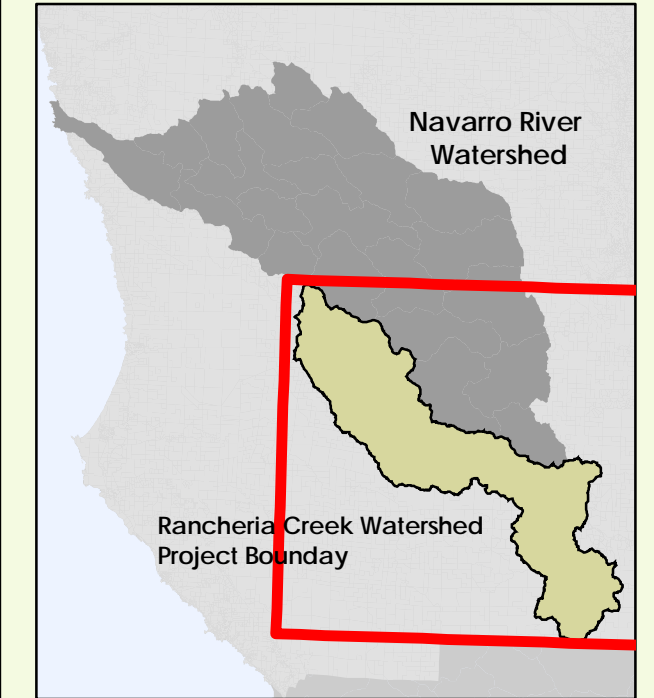 Navarro River
Watershed
Rancheria Creek Watershed
Project Bounday